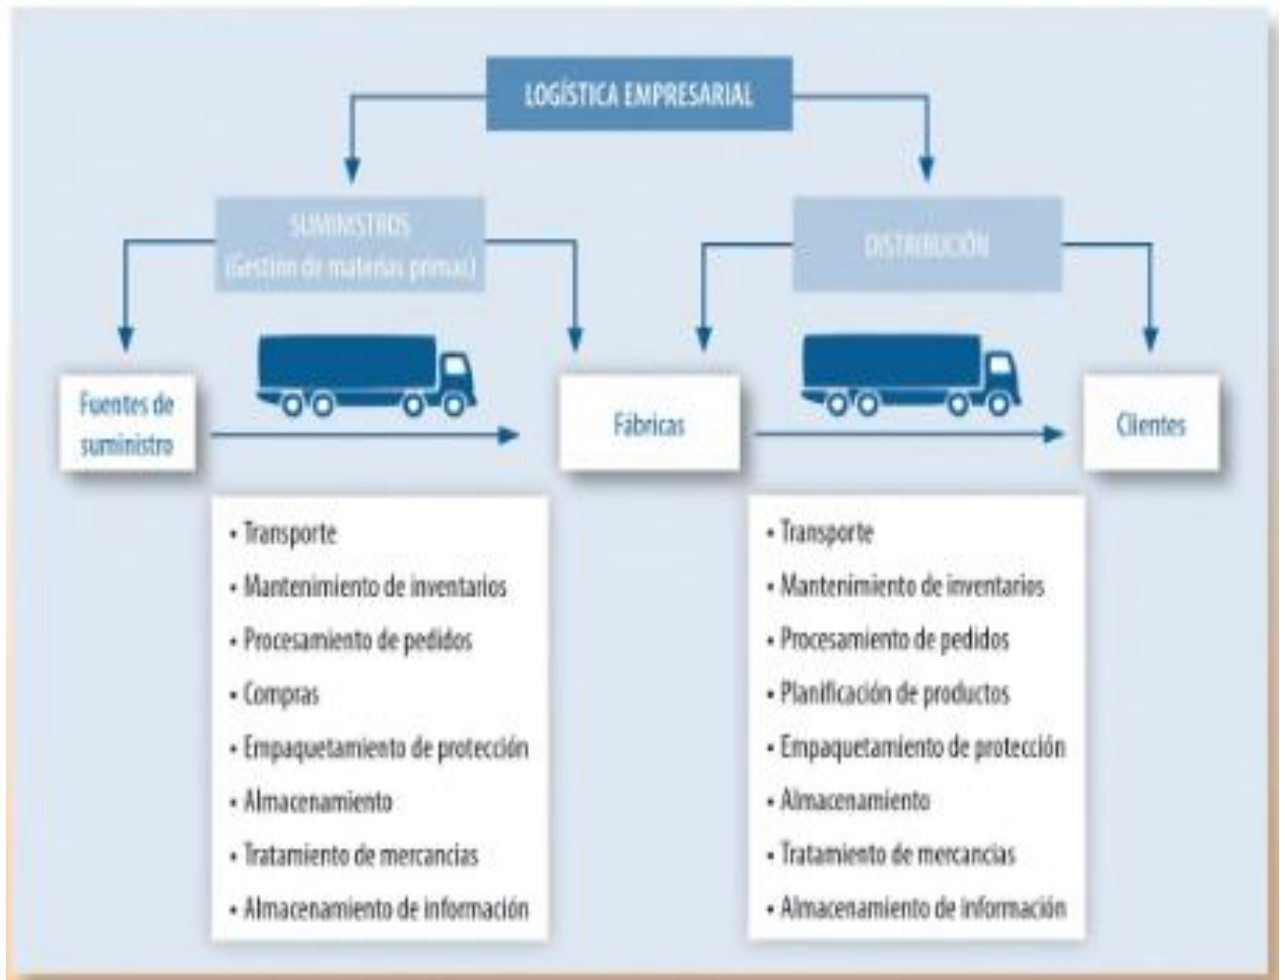 LOGÍSTICA EMPRESARIAL
SUMINISTROS
(Gestión de materias primas)
DISTRIBUCIÓN
Fuentes de
suministro
Fábricas
Clientes
• Transporte
• Mantenimiento de inventarios
• Procesamiento de pedidos
• Compras
• Empaquetamiento de protección
• Almacenamiento
• Tratamiento de mercancias
• Almacenamiento de información
• Transporte
• Mantenimiento de inventarios
• Procesamiento de pedidos
• Planificación de productos
• Empaquetamiento de protección
• Almacenamiento
• Tratamiento de mercancias
• Almacenamiento de información